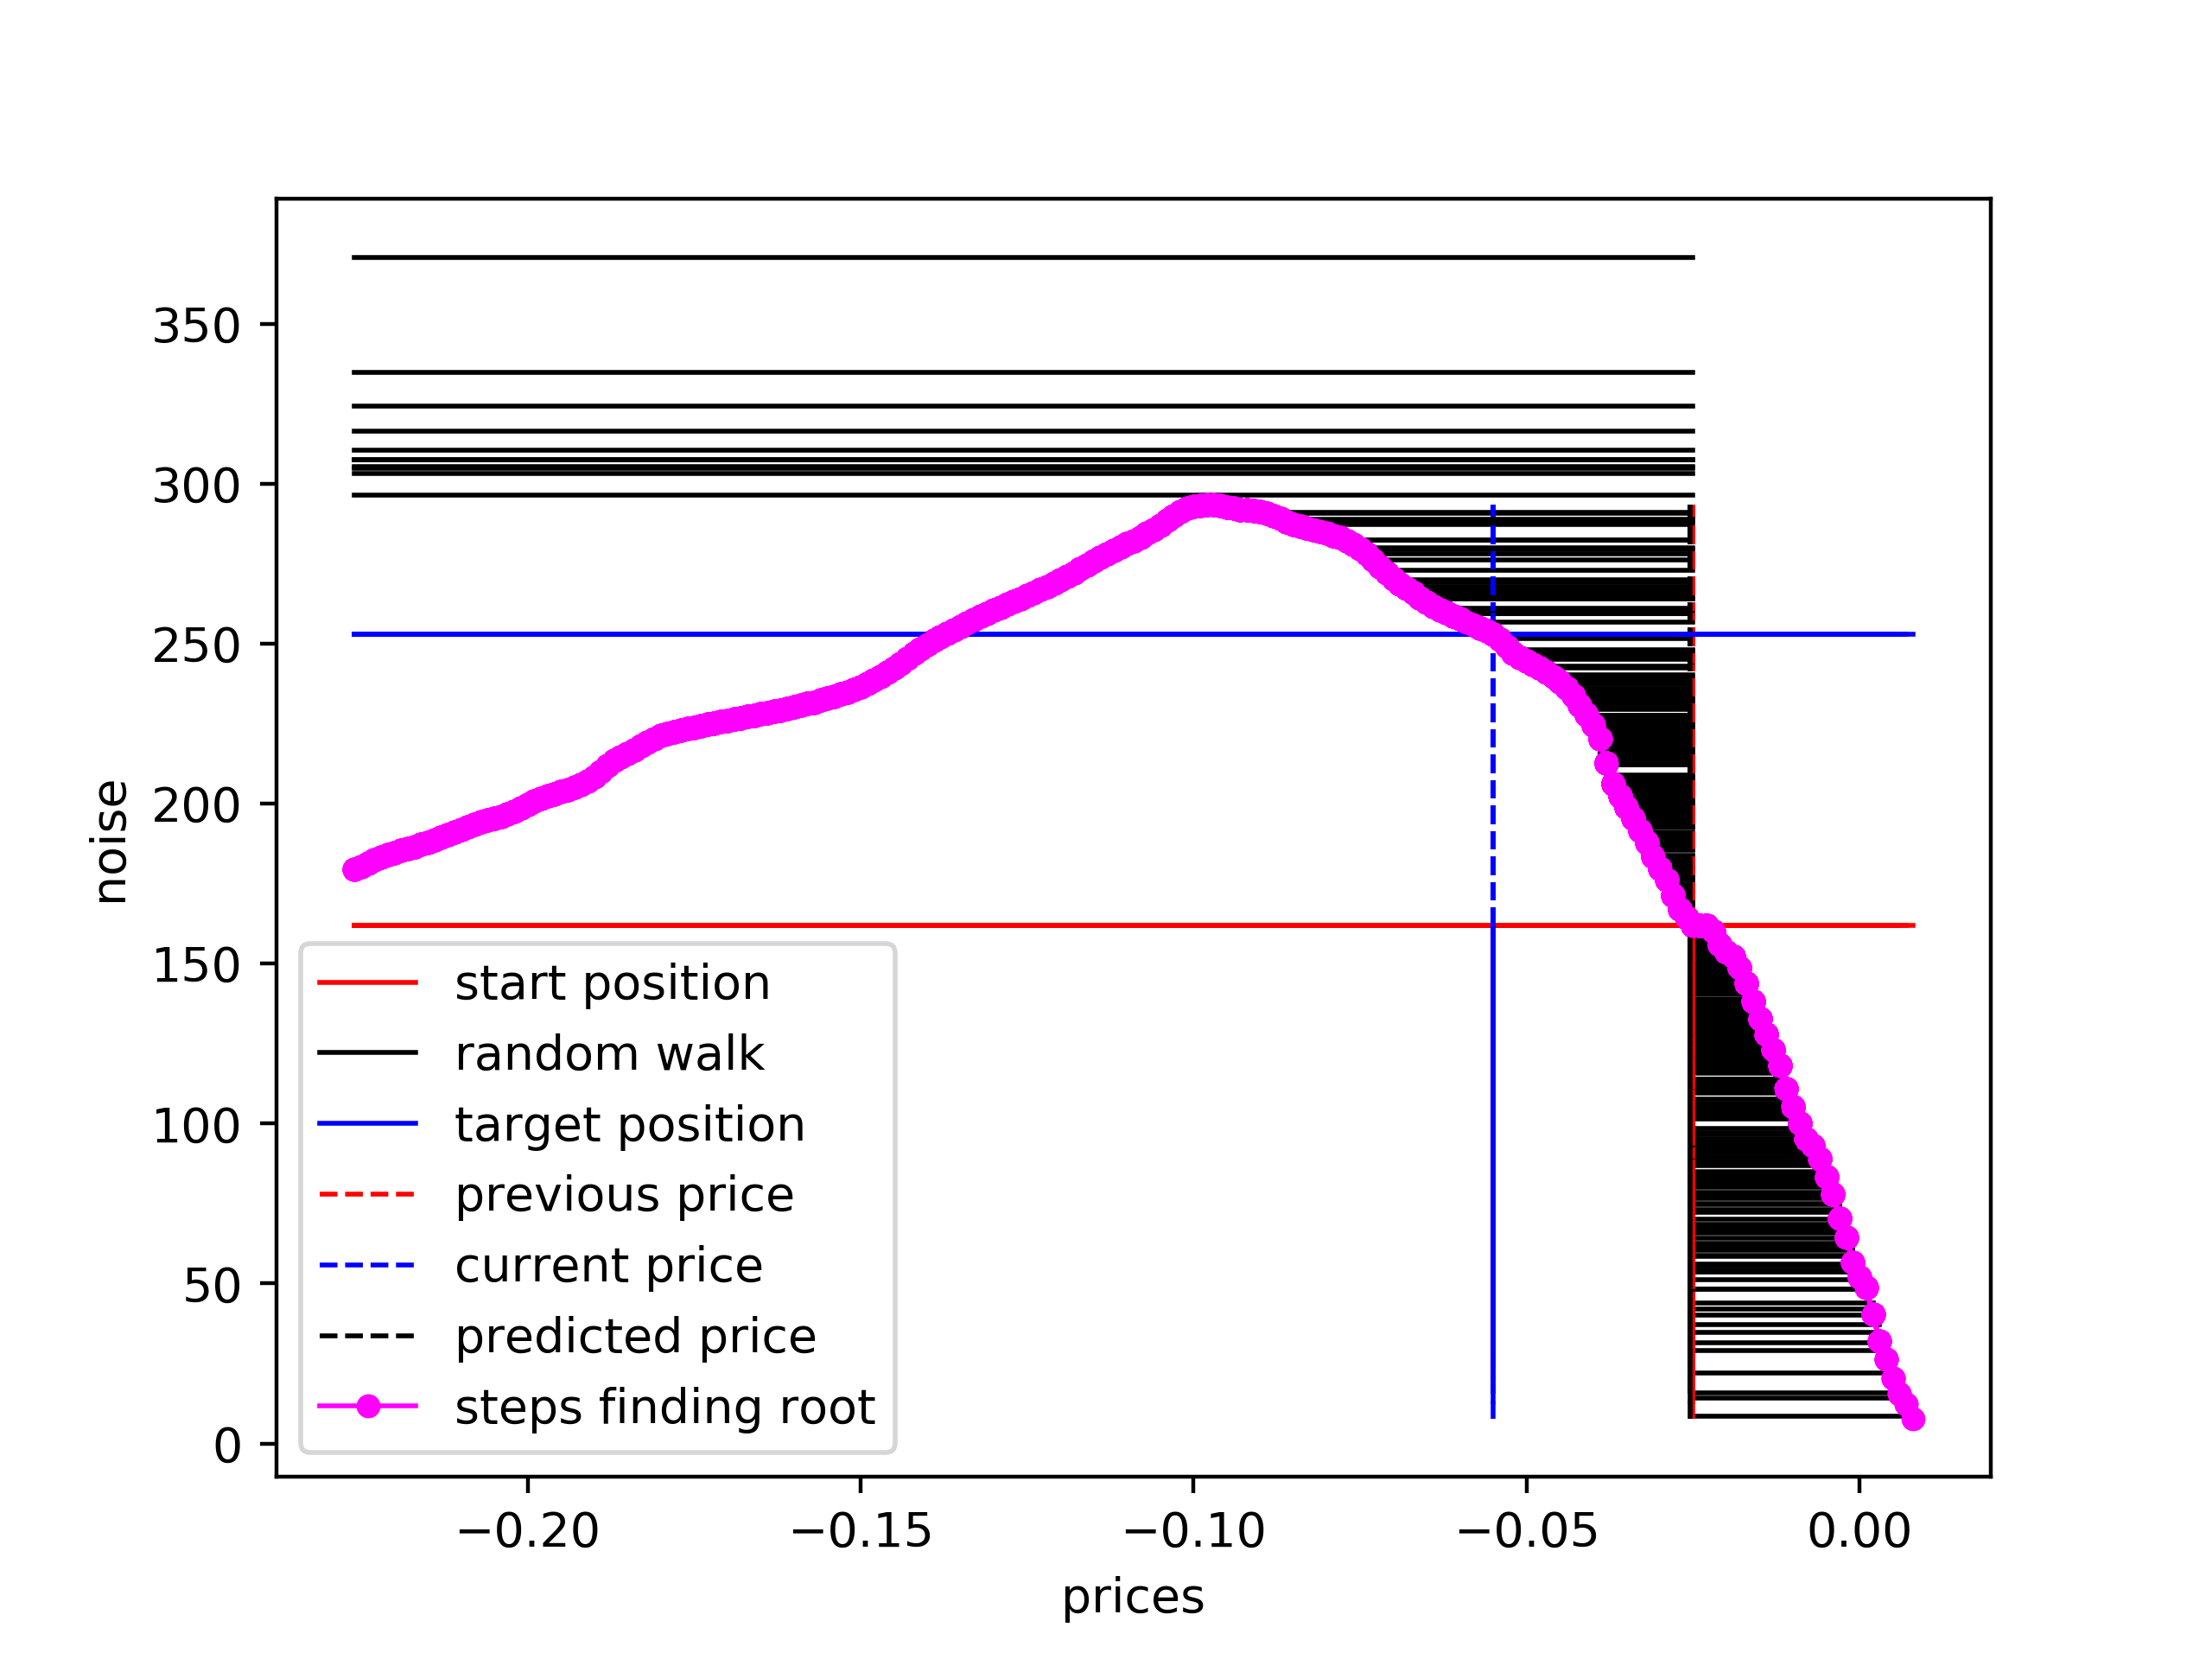 350
300
250
200
150
100
50
0
noise
start position
random walk
target position
previous price
current price
predicted price
steps finding root
−0.20 −0.15 −0.10 −0.05 0.00
prices